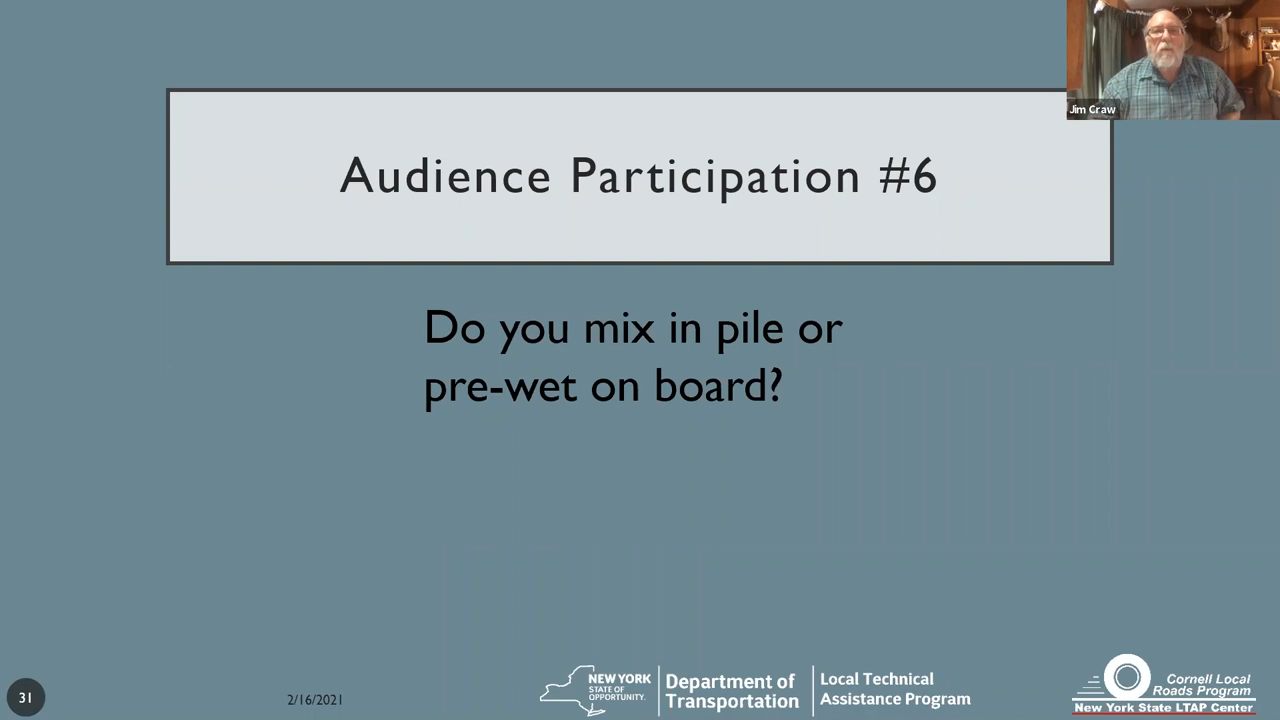 Jim Craw
Audience Participation #6
Do you mix in pile or
pre-wet on board?
31
2/16/2021
NEW YORK
STATE OF
OPPORTUNITY.
Department of
Transportation
Local Technical
Assistance Program
Cornell Local
Roads Program
New York State LTAP Center